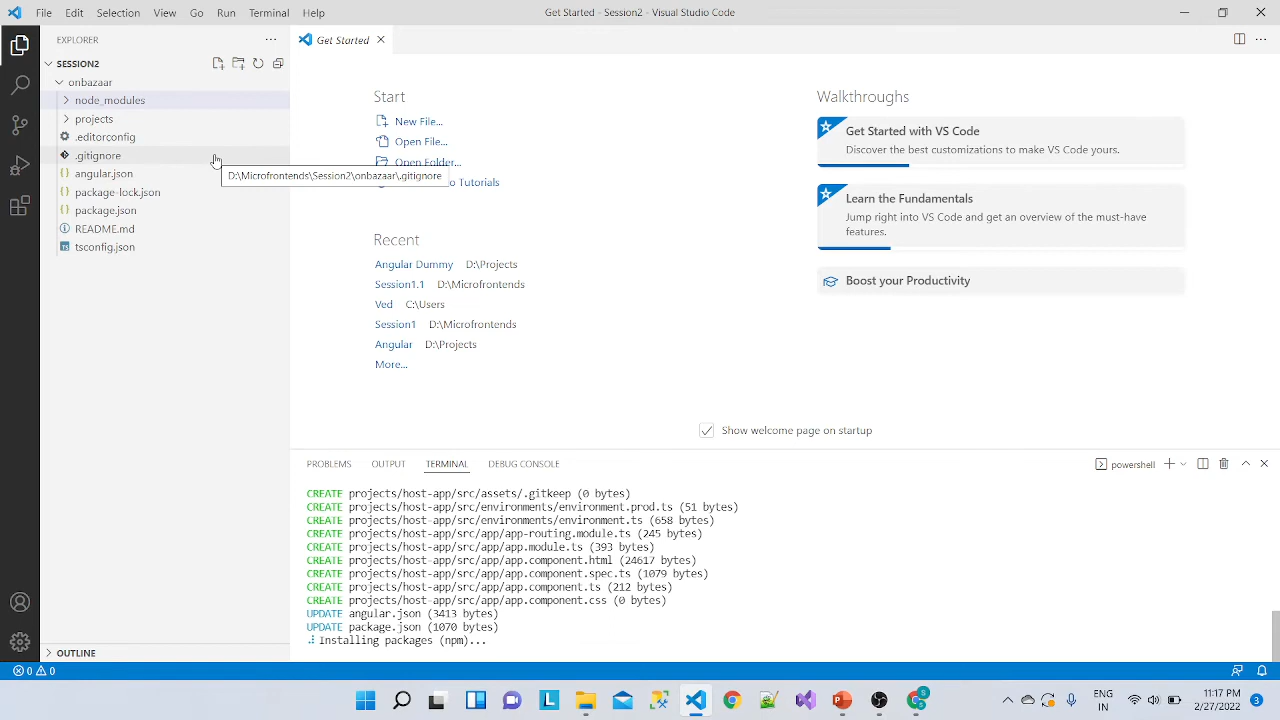 File Edit Selection View Go Run Terminal Help
Get Started - Session2 - Visual Studio Code
EXPLORER
SESSION2
onbazaar
node_modules
projects
.editorconfig
.gitignore
angular.json
package-lock.json
package.json
README.md
tsconfig.json
OUTLINE
D:\Microfrontends\Session2\onbazaar\.gitignore
Get Started
Start
New File...
Open File...
Open Folder...
o Tutorials
Recent
Angular Dummy D:\Projects
Session1.1 D:\Microfrontends
Ved C:\Users
Session1 D:\Microfrontends
Angular D:\Projects
More...
Walkthroughs
Get Started with VS Code
Discover the best customizations to make VS Code yours.
Learn the Fundamentals
Jump right into VS Code and get an overview of the must-have
features.
Boost your Productivity
Show welcome page on startup
PROBLEMS OUTPUT TERMINAL DEBUG CONSOLE
powershell
CREATE projects/host-app/src/assets/.gitkeep (0 bytes)
CREATE projects/host-app/src/environments/environment.prod.ts (51 bytes)
CREATE projects/host-app/src/environments/environment.ts (658 bytes)
CREATE projects/host-app/src/app/app-routing.module.ts (245 bytes)
CREATE projects/host-app/src/app/app.module.ts (393 bytes)
CREATE projects/host-app/src/app/app.component.html (24617 bytes)
CREATE projects/host-app/src/app/app.component.spec.ts (1079 bytes)
CREATE projects/host-app/src/app/app.component.ts (212 bytes)
CREATE projects/host-app/src/app/app.component.css (0 bytes)
UPDATE angular.json (3413 bytes)
UPDATE package.json (1070 bytes)
Installing packages (npm)...
0 0
L
S
ENG
IN
11:17 PM
2/27/2022
3